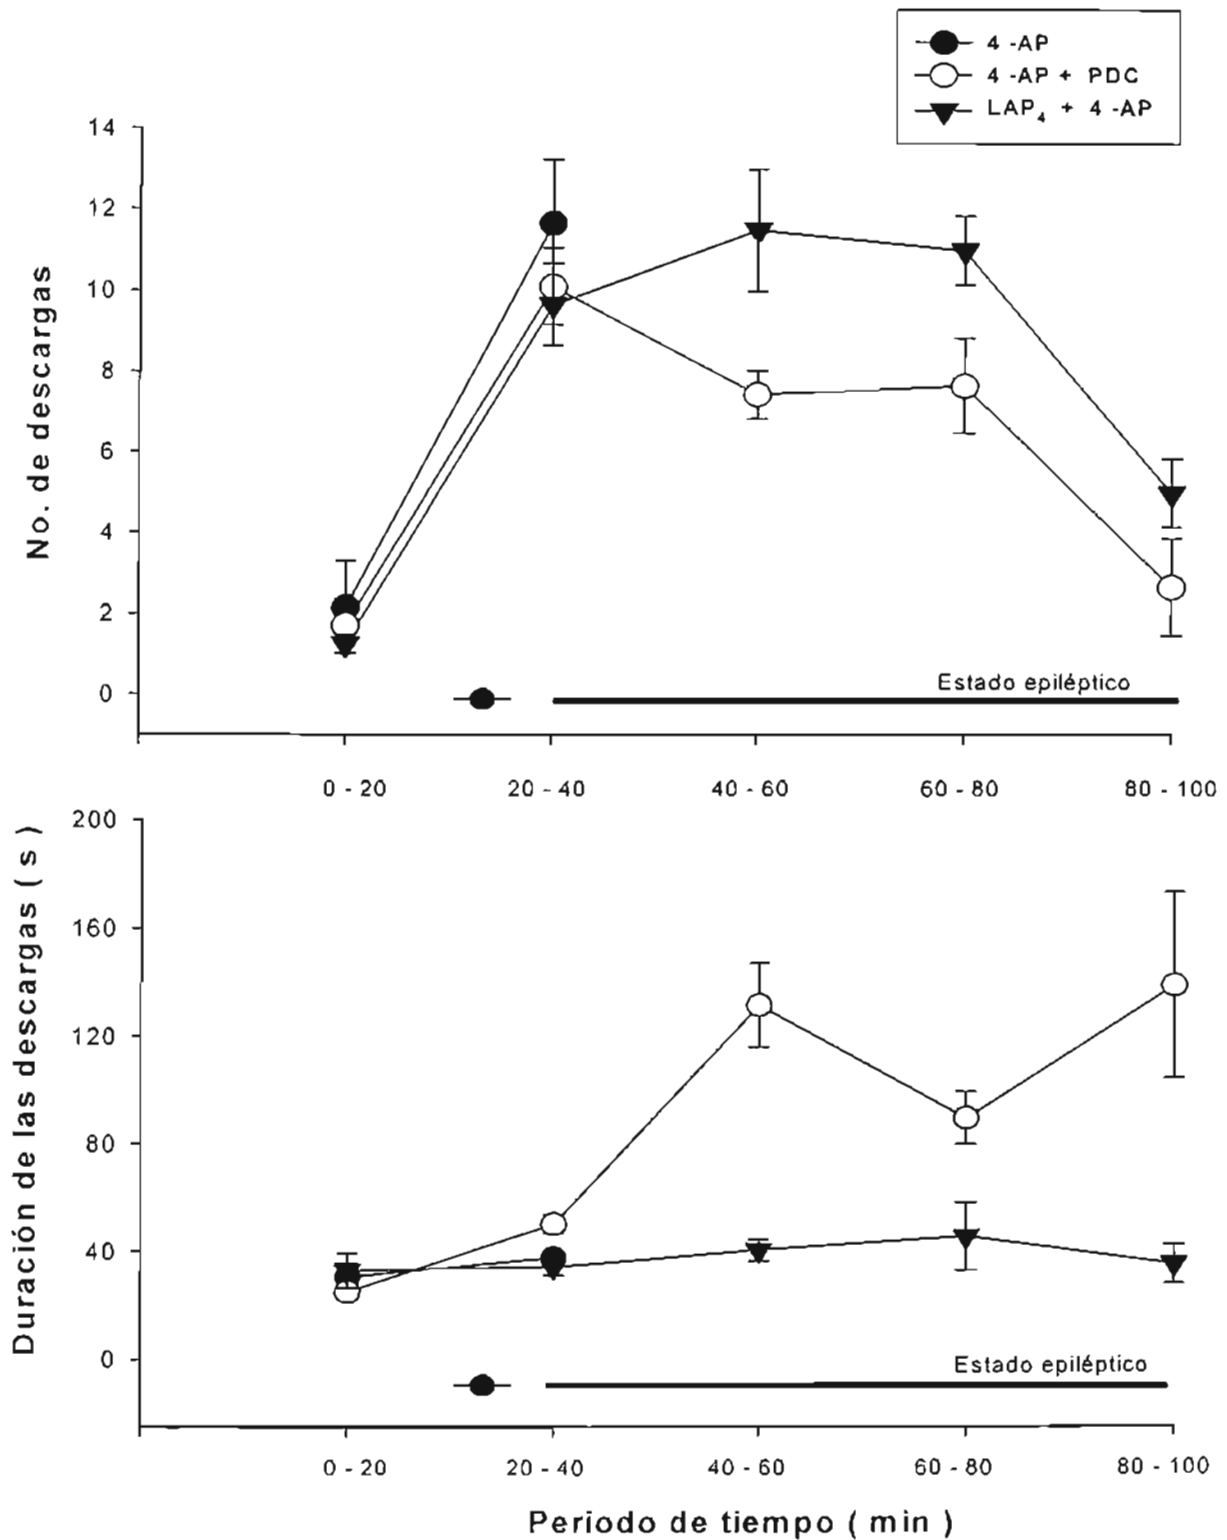 4 -AP
4 -AP + PDC
LAP4 + 4 -AP
No. de descargas
14
12
10
8
6
4
2
0
Estado epiléptico
0 - 20 20 - 40 40 - 60 60 - 80 80 - 100
Duración de las descargas ( s )
200
160
120
80
40
0
Estado epiléptico
0 - 20 20 - 40 40 - 60 60 - 80 80 - 100
Período de tiempo ( min )